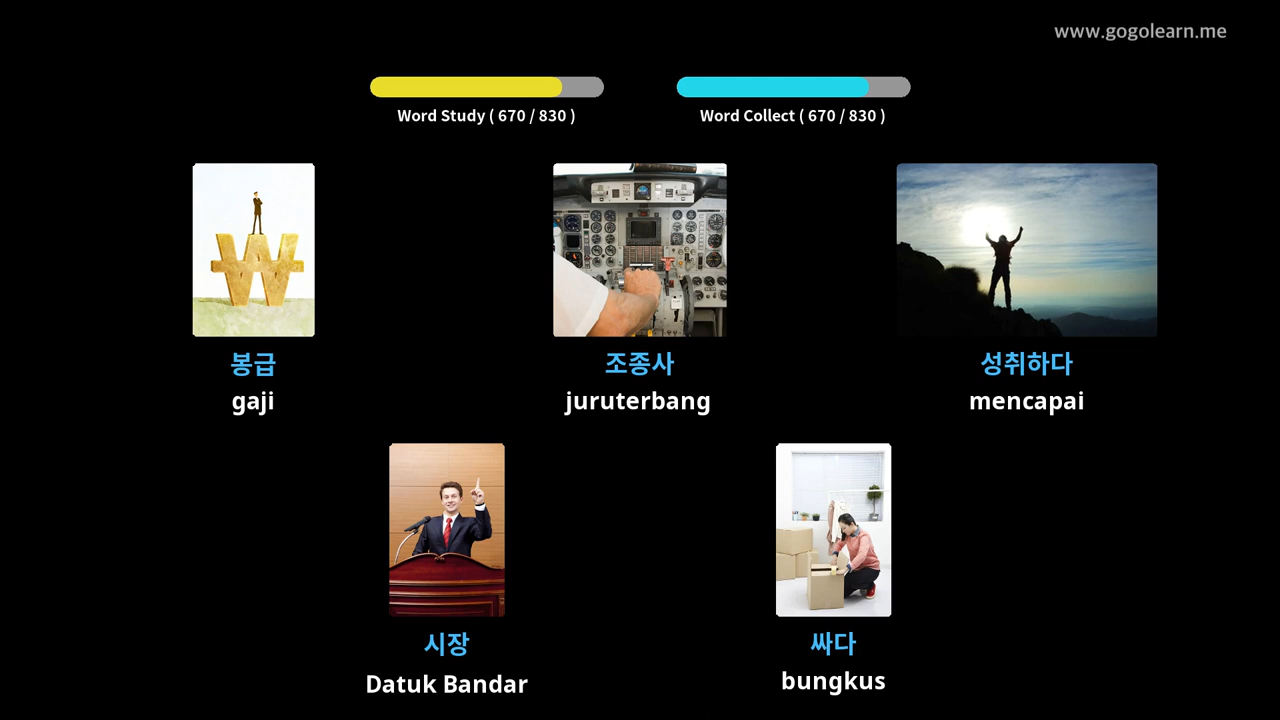 www.gogolearn.me
Word Study ( 670 / 830 )
Word Collect ( 670 / 830 )
봉급
gaji
조종사
juruterbang
성취하다
mencapai
시장
Datuk Bandar
싸다
bungkus